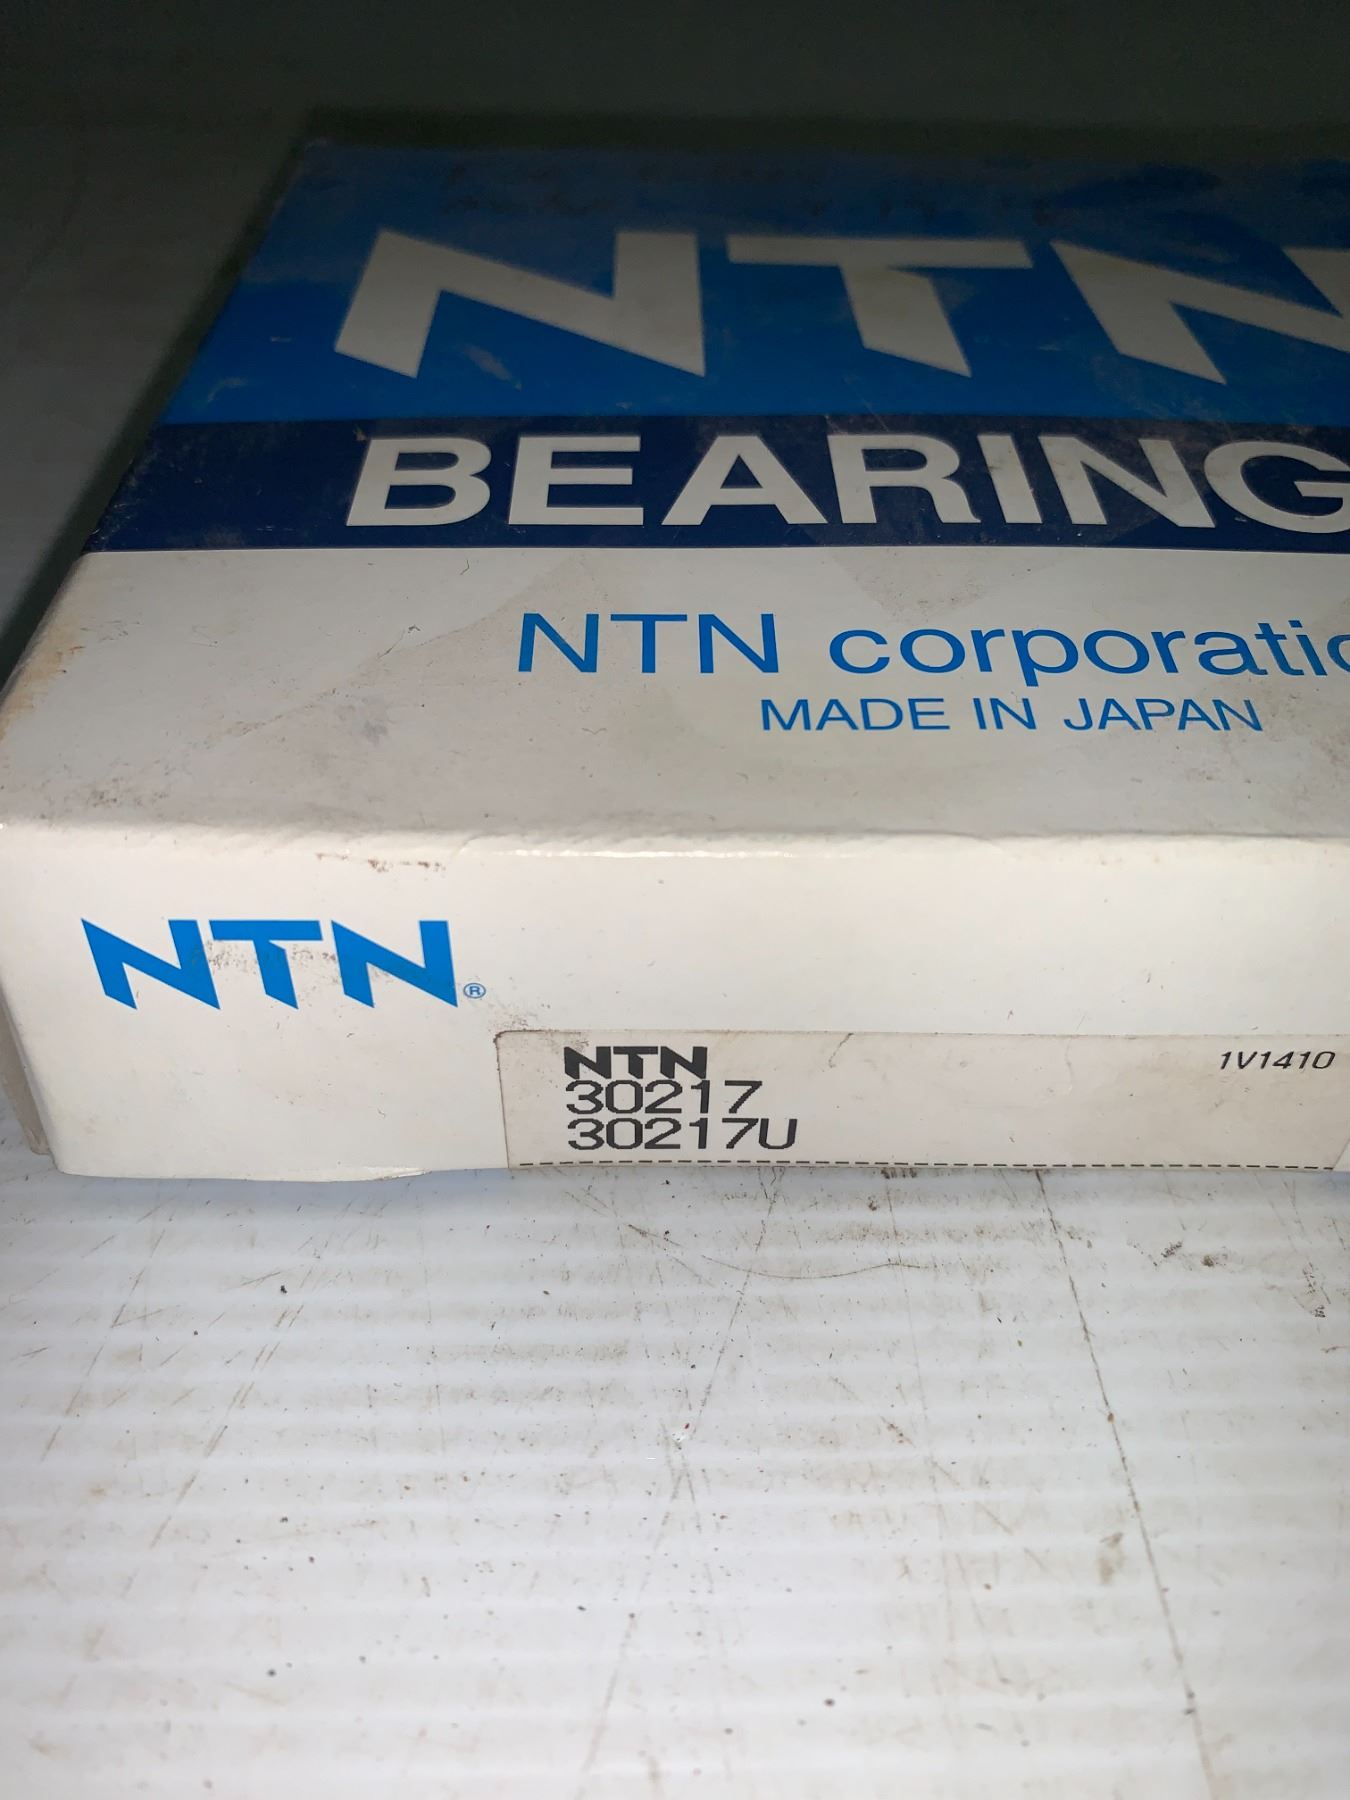 NTN
BEARING
NTN corporatio
MADE IN JAPAN
NTN®
NTN
1V1410
30217
30217U